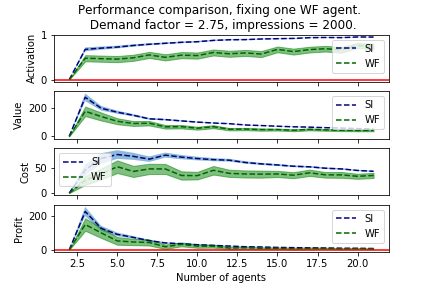 Performance comparison, fixing one WF agent.
Demand factor = 2.75, impressions = 2000.
1
0
Activation
SI
WF
200
0
Value
SI
WF
50
0
Cost
SI
WF
200
0
Profit
SI
WF
2.5 5.0 7.5 10.0 12.5 15.0 17.5 20.0
Number of agents